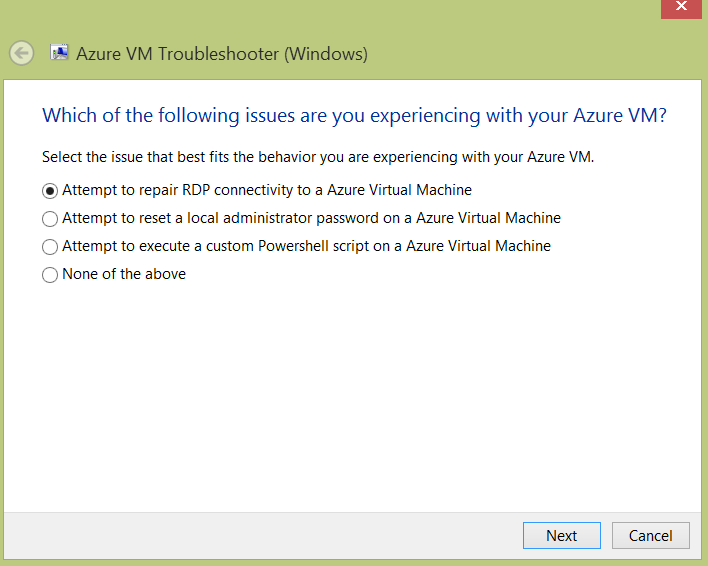 Azure VM Troubleshooter (Windows)
Which of the following issues are you experiencing with your Azure VM?
Select the issue that best fits the behavior you are experiencing with your Azure VM.
Attempt to repair RDP connectivity to a Azure Virtual Machine
Attempt to reset a local administrator password on a Azure Virtual Machine
Attempt to execute a custom Powershell script on a Azure Virtual Machine
None of the above
Next
Cancel